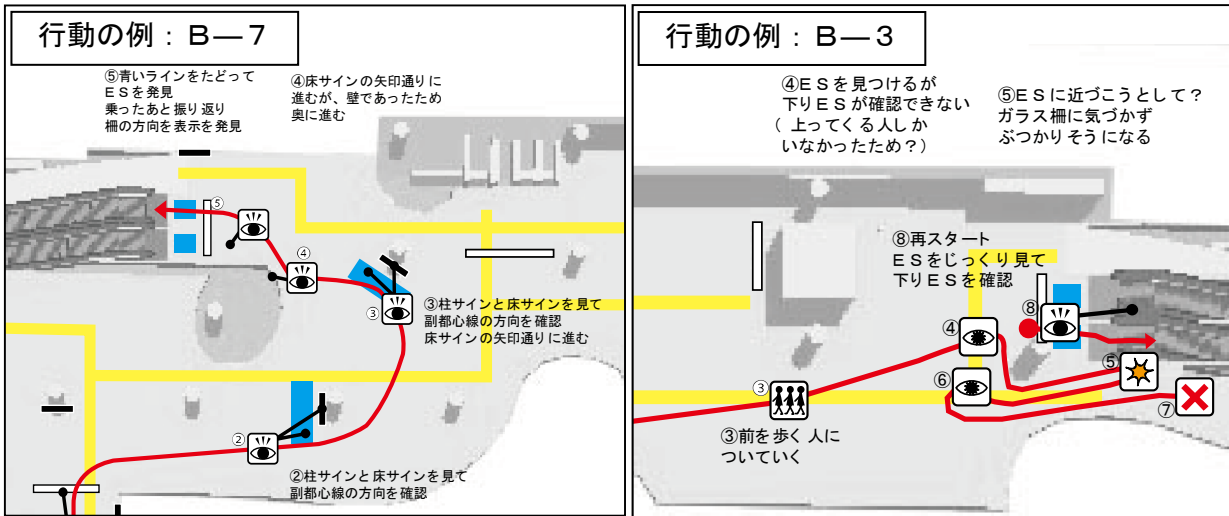 行動の例：Ｂ―７
⑤青いラインをたどって
ＥＳを発見
乗ったあと振り返り
柵の方向を表示を発見
④床サインの矢印通りに
進むが、壁であったため
奥に進む
⑤
④
③
③柱サインと床サインを見て
副都心線の方向を確認
床サインの矢印通りに進む
②
②柱サインと床サインを見て
副都心線の方向を確認
行動の例：Ｂ―３
④ＥＳを見つけるが
下りＥＳが確認できない
（上ってくる人しか
いなかったため？）
⑤ＥＳに近づこうとして？
ガラス柵に気づかず
ぶつかりそうになる
⑧再スタート
ＥＳをじっくり見て
下りＥＳを確認
⑧
④
⑤
⑥
③
⑦
③前を歩く人に
ついていく